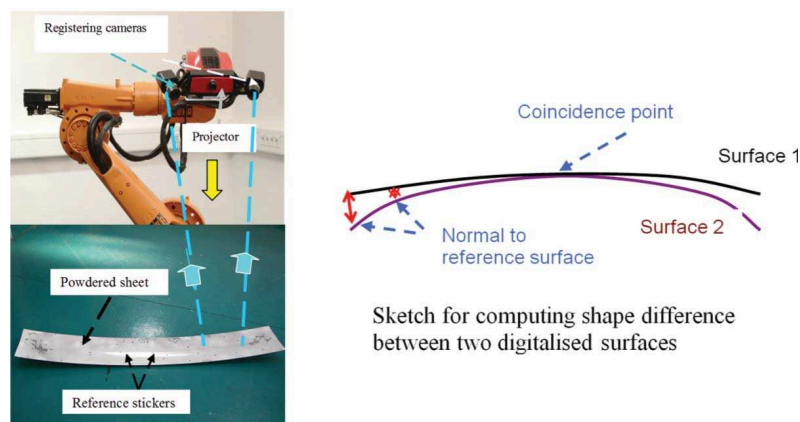 Registering cameras
Projector
Powdered sheet
Reference stickers
Coincidence point
Surface 1
Normal to
reference surface
Surface 2
Sketch for computing shape difference
between two digitalised surfaces